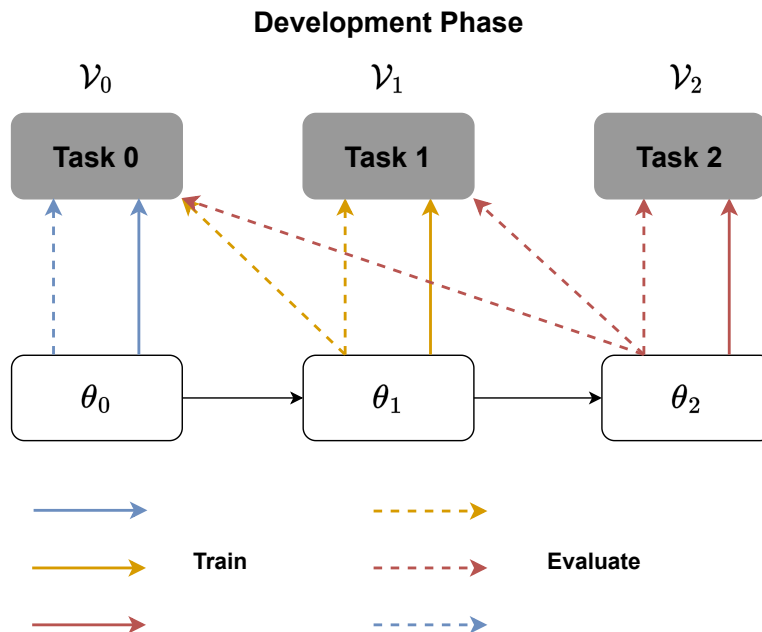 Development Phase
𝒱₀ 𝒱₁ 𝒱₂
Task 0 Task 1 Task 2
θ₀ θ₁ θ₂
Train Evaluate